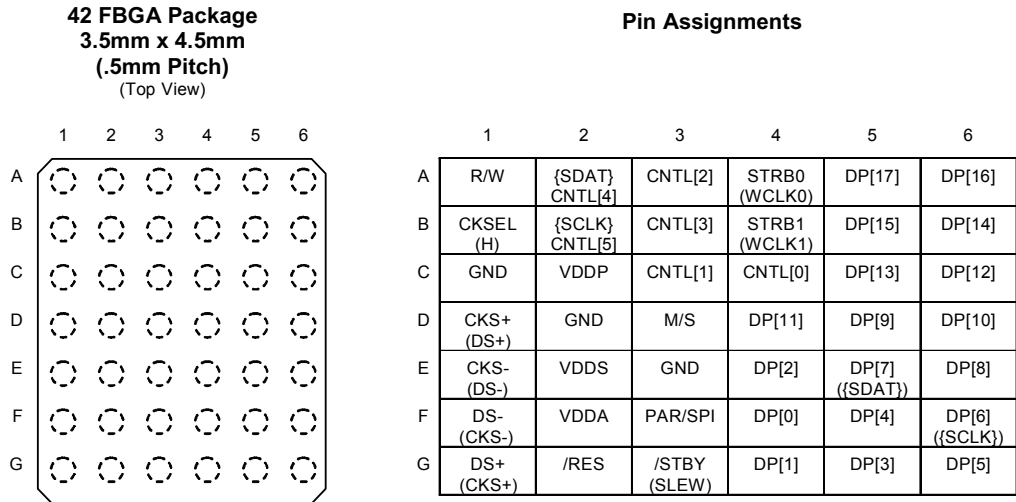 42 FBGA Package
3.5mm x 4.5mm
(.5mm Pitch)
(Top View)
1 2 3 4 5 6
A
B
C
D
E
F
G
Pin Assignments
1 2 3 4 5 6
A R/W {SDAT} CNTL[4] CNTL[2] STRB0 (WCLK0) DP[17] DP[16]
B CKSEL (H) {SCLK} CNTL[5] CNTL[3] STRB1 (WCLK1) DP[15] DP[14]
C GND VDDP CNTL[1] CNTL[0] DP[13] DP[12]
D CKS+ (DS+) GND M/S DP[11] DP[9] DP[10]
E CKS- (DS-) VDDS GND DP[2] DP[7] ({SDAT}) DP[8]
F DS- (CKS-) VDDA PAR/SPI DP[0] DP[4] DP[6] ({SCLK})
G DS+ (CKS+) /RES /STBY (SLEW) DP[1] DP[3] DP[5]